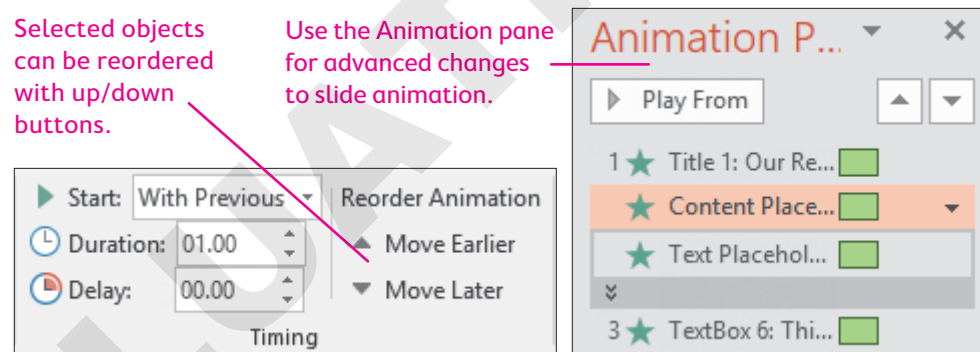 Selected objects
can be reordered
with up/down
buttons.
Use the Animation pane
for advanced changes
to slide animation.
Start: With Previous
Duration: 01.00
Delay: 00.00
Reorder Animation
Move Earlier
Move Later
Timing
Animation P...
Play From
1 Title 1: Our Re...
Content Place...
Text Placehol...
3 TextBox 6: Thi...